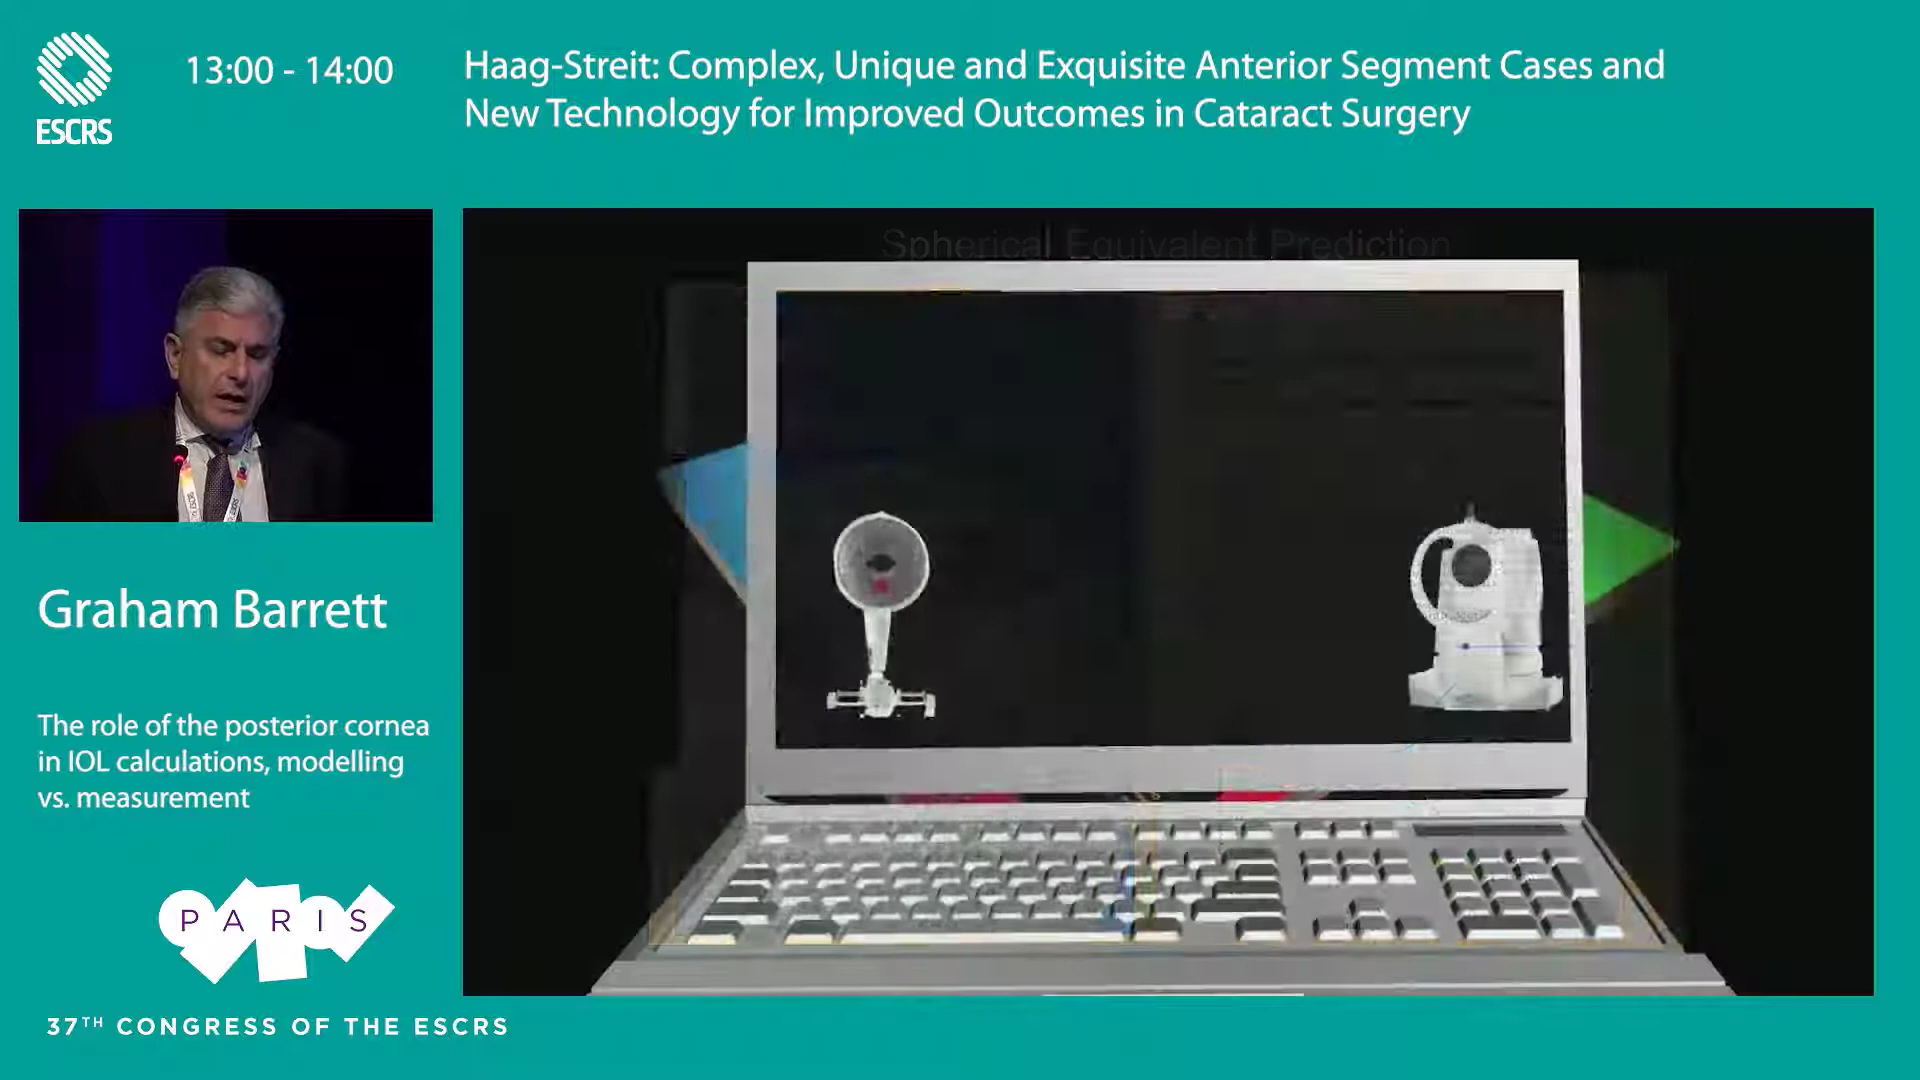 ESCRS
13:00 - 14:00
Haag-Streit: Complex, Unique and Exquisite Anterior Segment Cases and
New Technology for Improved Outcomes in Cataract Surgery
Spherical Equivalent Prediction
Graham Barrett
The role of the posterior cornea
in IOL calculations, modelling
vs. measurement
PARIS
37TH CONGRESS OF THE ESCRS